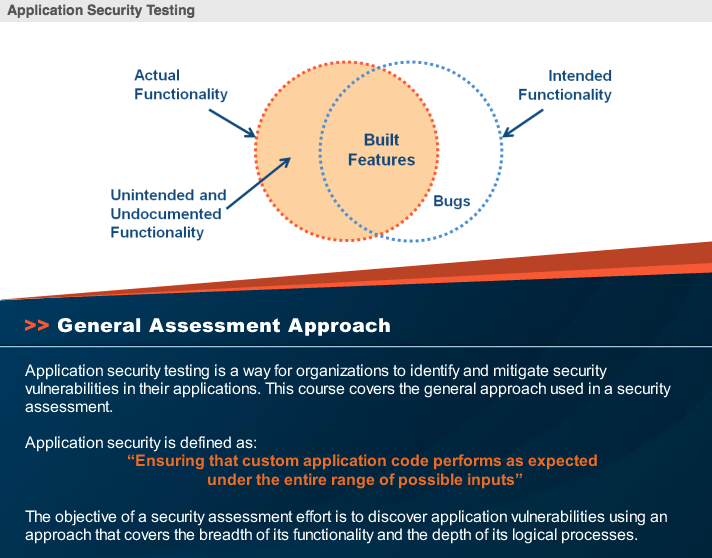 Application Security Testing
Actual
Functionality
Intended
Functionality
Built
Features
Unintended and
Undocumented
Functionality
Bugs
>> General Assessment Approach
Application security testing is a way for organizations to identify and mitigate security
vulnerabilities in their applications. This course covers the general approach used in a security
assessment.
Application security is defined as:
“Ensuring that custom application code performs as expected
under the entire range of possible inputs”
The objective of a security assessment effort is to discover application vulnerabilities using an
approach that covers the breadth of its functionality and the depth of its logical processes.